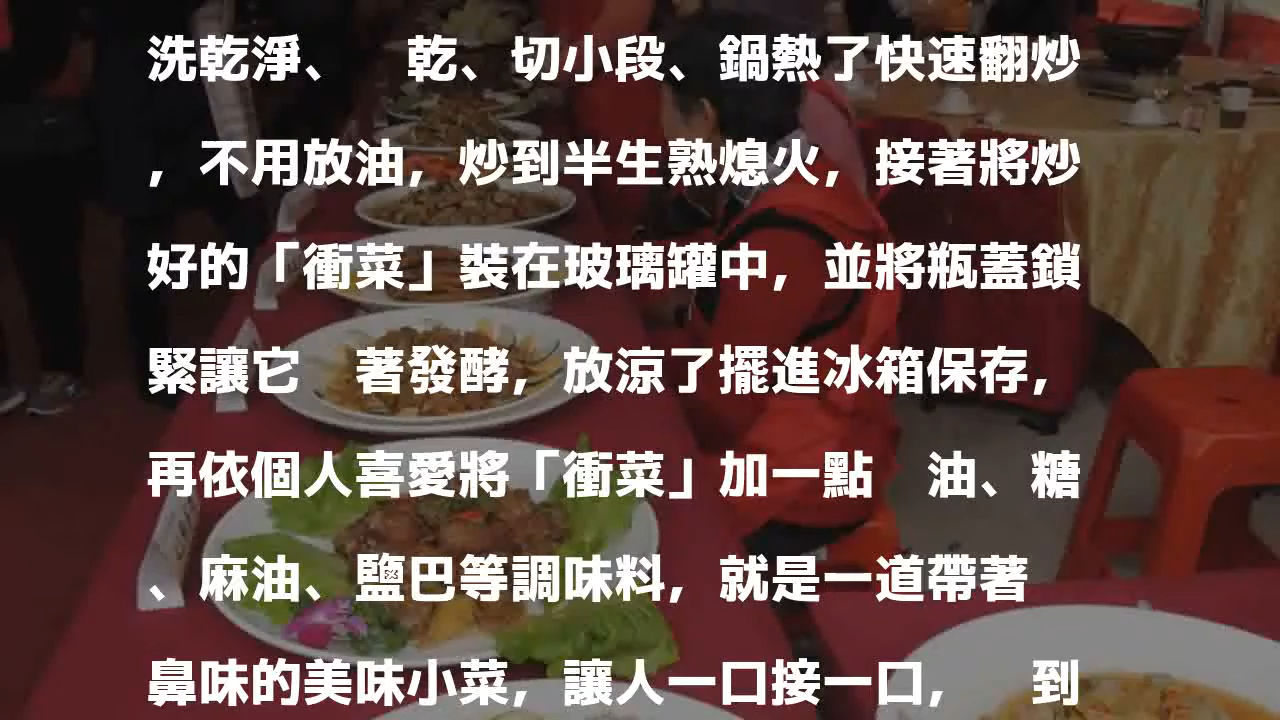 洗乾淨、　乾、切小段、鍋熱了快速翻炒
，不用放油，炒到半生熟熄火，接著將炒
好的「衝菜」裝在玻璃罐中，並將瓶蓋鎖
緊讓它　著發酵，放涼了擺進冰箱保存，
再依個人喜愛將「衝菜」加一點　油、糖
、麻油、鹽巴等調味料，就是一道帶著
鼻味的美味小菜，讓人一口接一口，　到